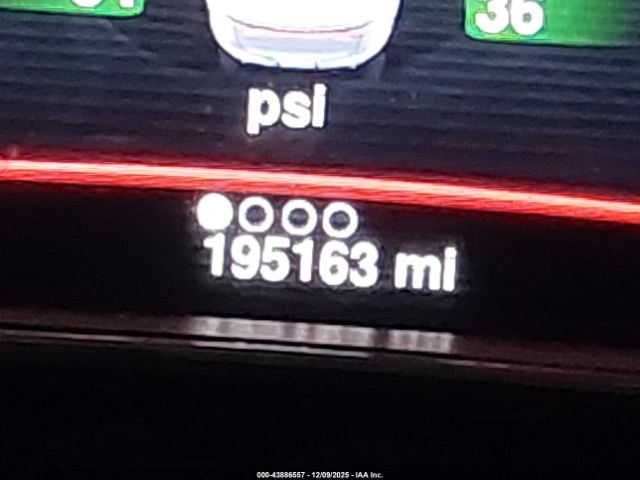 36
psi
195163 mi
000-43886557 - 12/09/2025 - IAA Inc.